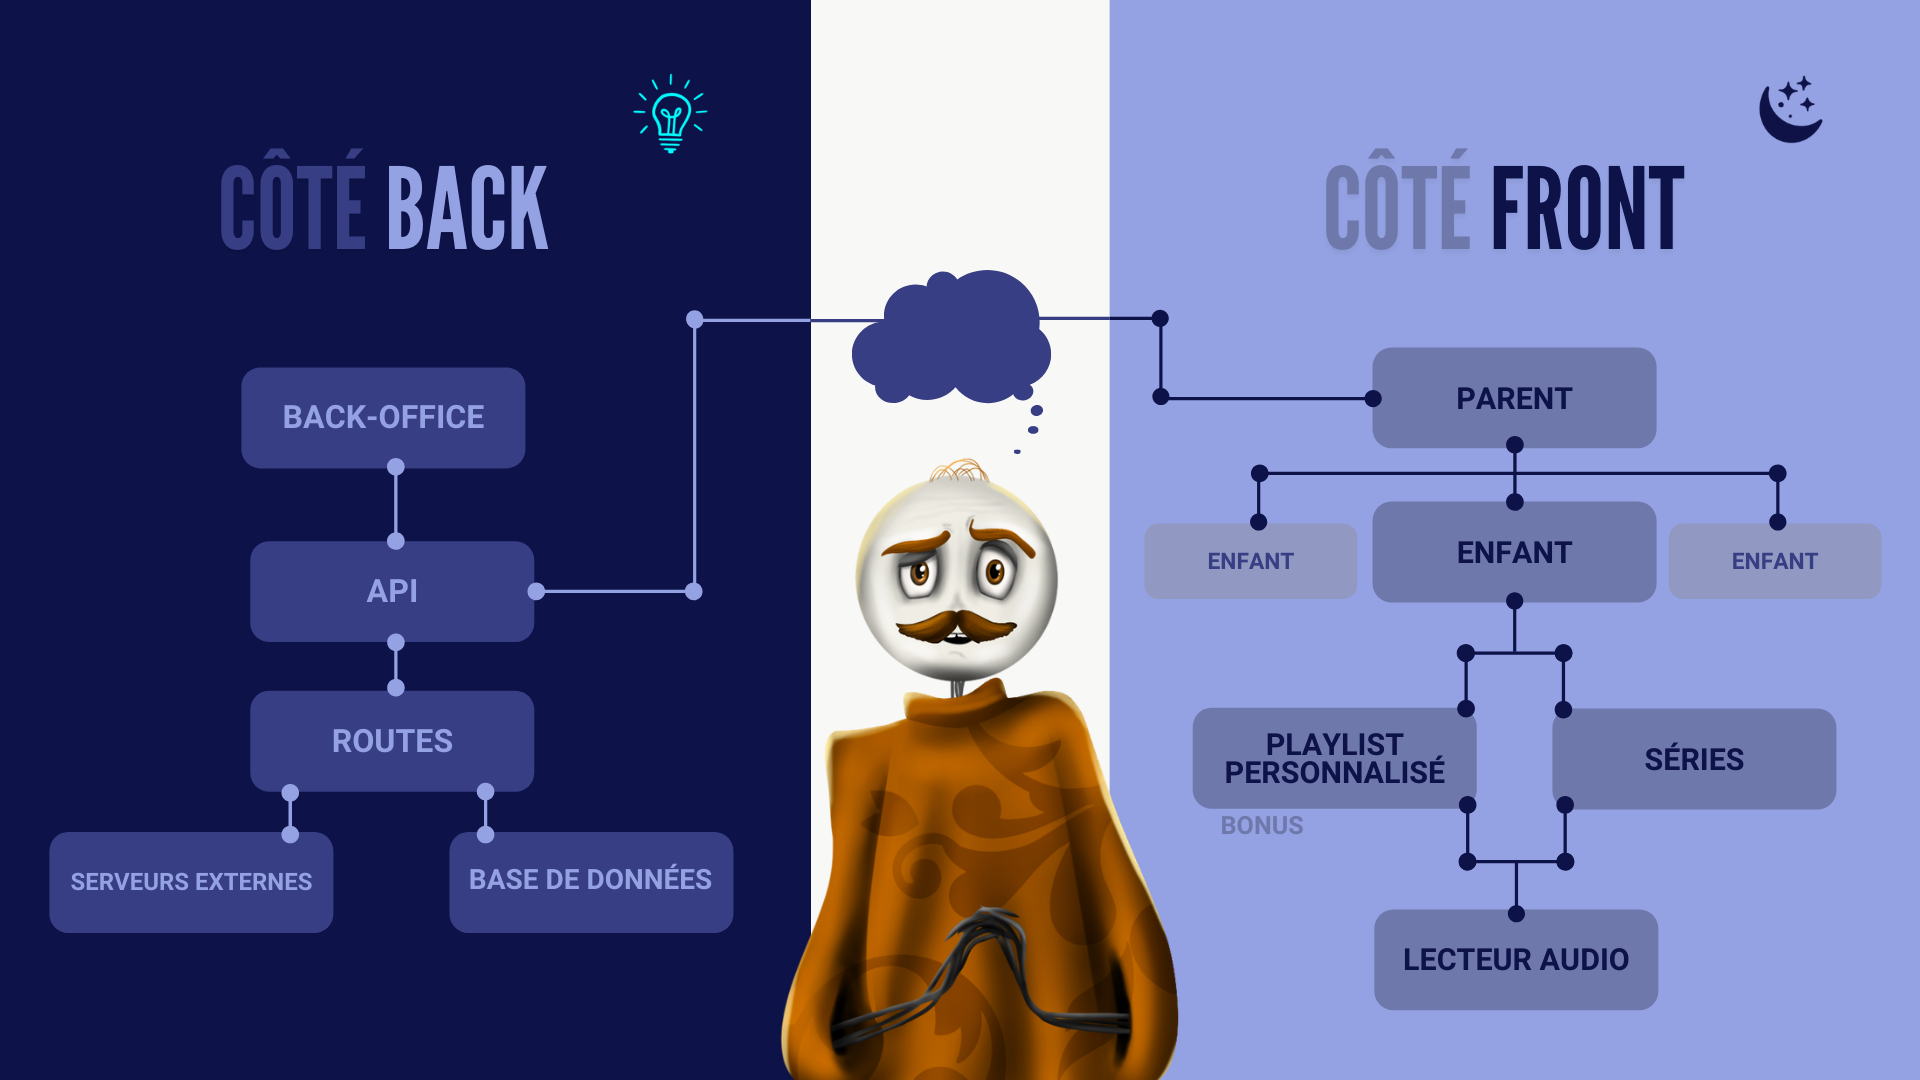 CÔTÉ BACK
BACK-OFFICE
API
ROUTES
SERVEURS EXTERNES
BASE DE DONNÉES
CÔTÉ FRONT
PARENT
ENFANT
ENFANT
ENFANT
PLAYLIST
PERSONNALISÉ
BONUS
SÉRIES
LECTEUR AUDIO